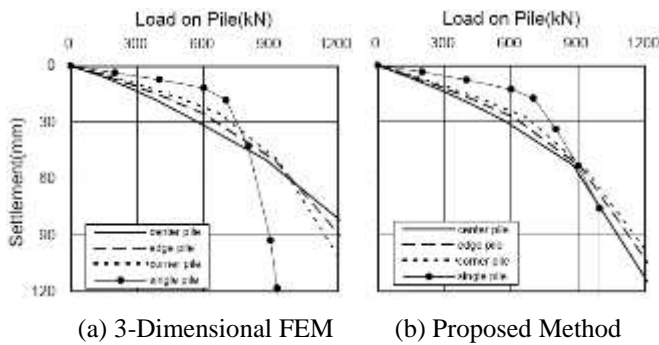 Load on Pile(kN)
0 300 600 900 1200
Settlement(mm)
0
30
60
90
120
center pile
edge pile
corner pile
single pile
(a) 3-Dimensional FEM
Load on Pile(kN)
0 300 600 900 1200
center pile
edge pile
corner pile
single pile
(b) Proposed Method